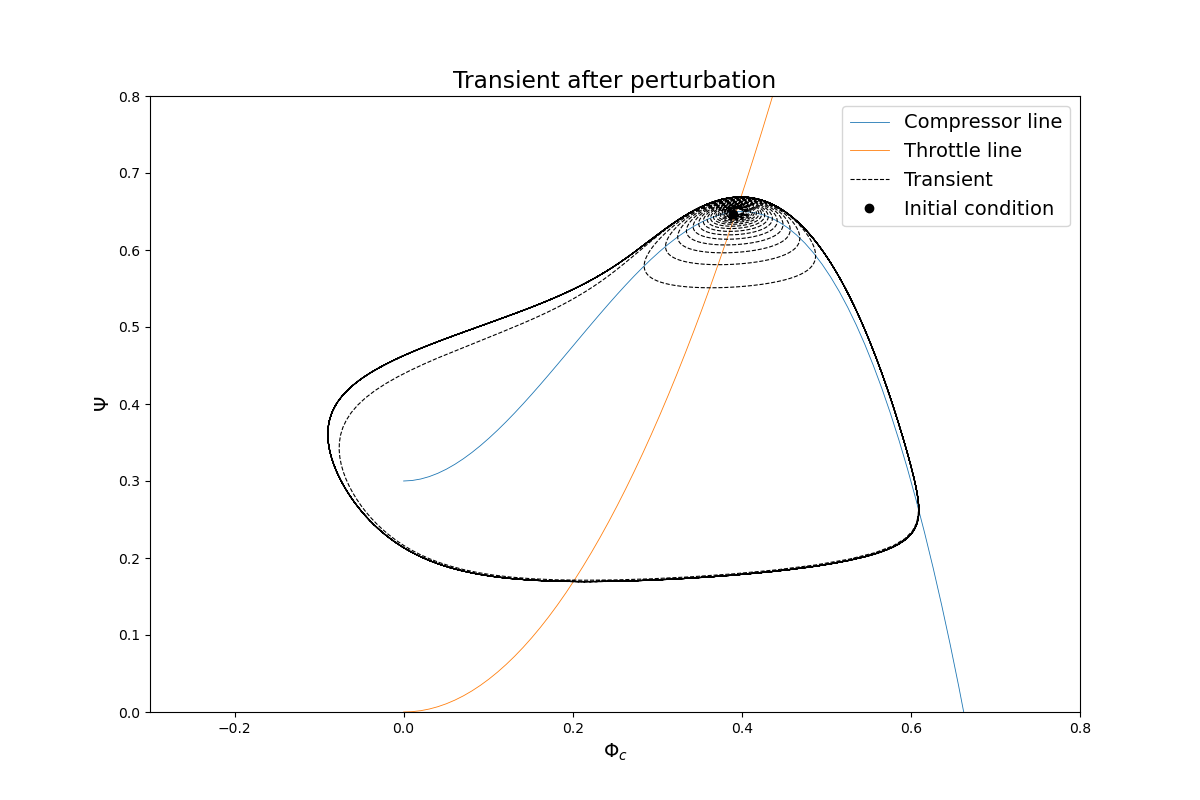 Transient after perturbation
Compressor line
Throttle line
Transient
Initial condition
Ψ
0.8
0.7
0.6
0.5
0.4
0.3
0.2
0.1
0.0
−0.2 0.0 0.2 0.4 0.6 0.8
Φc